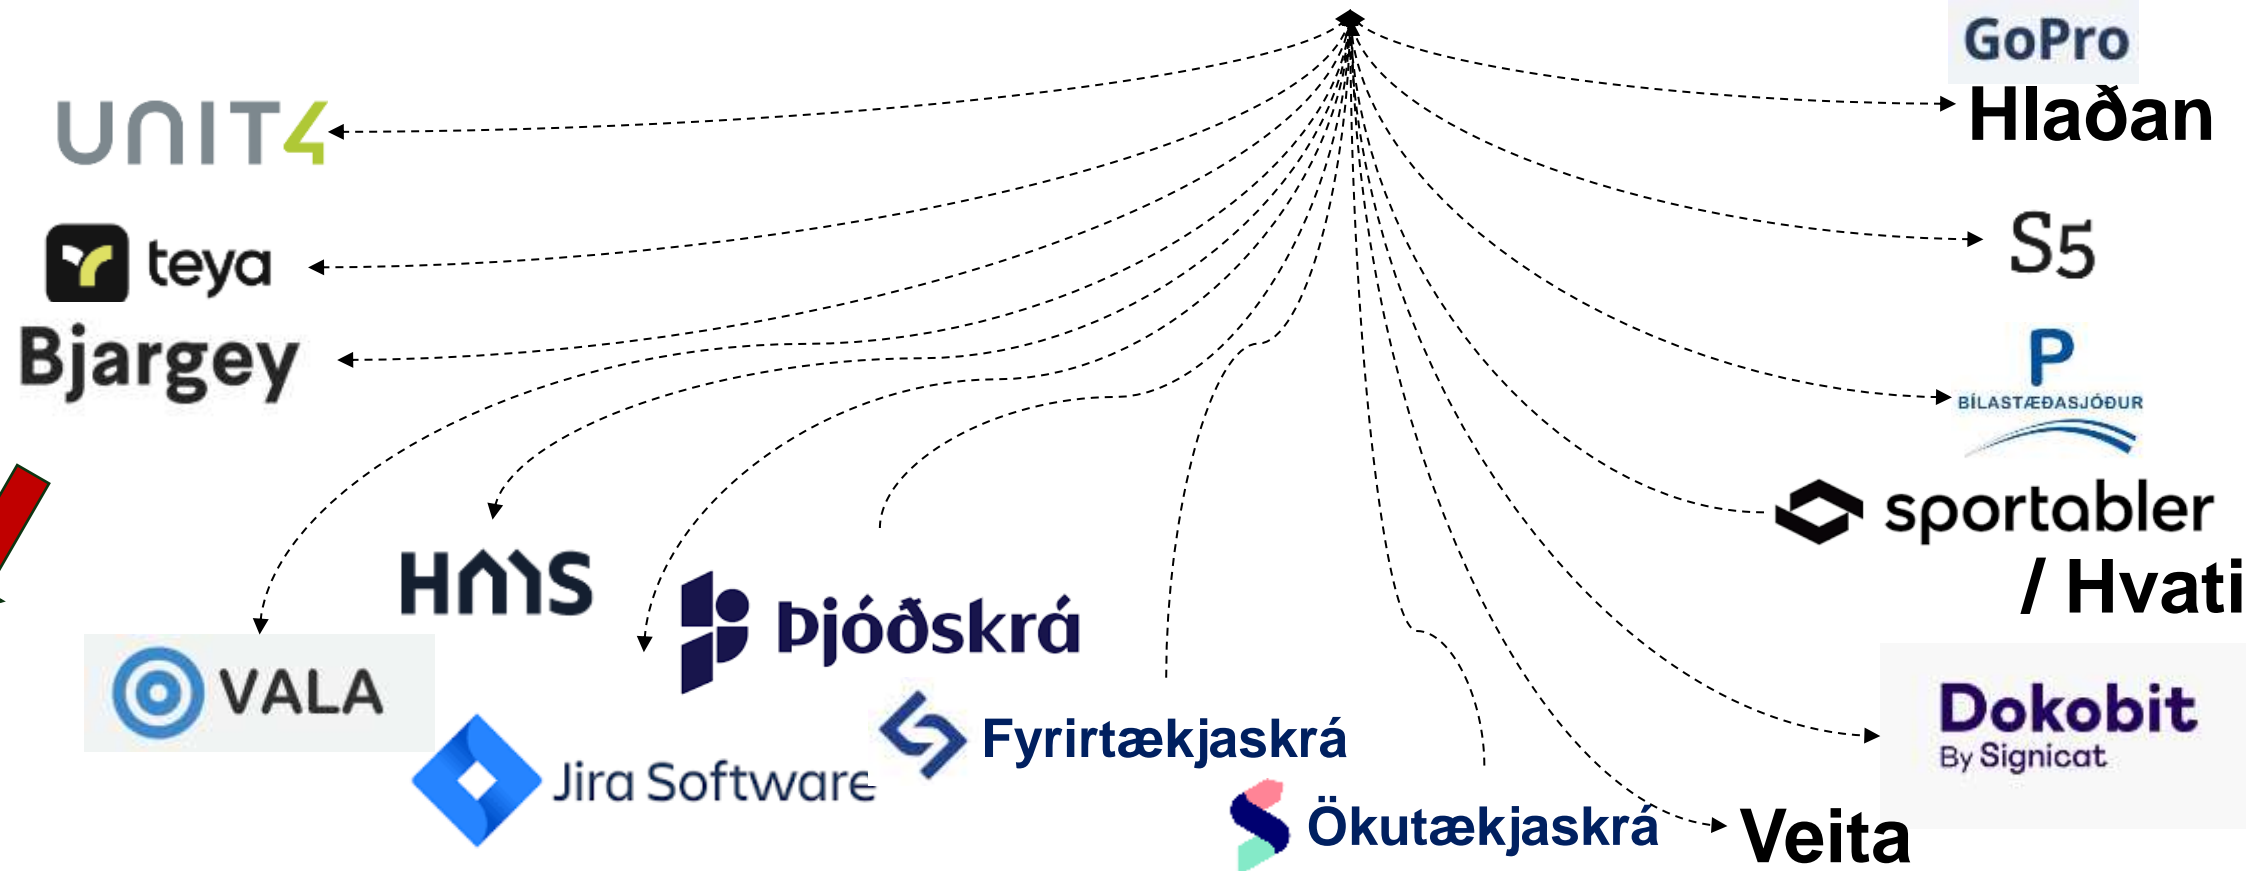 GoPro
Hlaðan
UNIT4
S5
teya
Bjargey
P
BÍLASTÆÐASJÓÐUR
sportabler
/ Hvati
HMS
Þjóðskrá
VALA
Dokobit
By Signicat
Fyrirtækjaskrá
Jira Software
Ökutækjaskrá
Veita